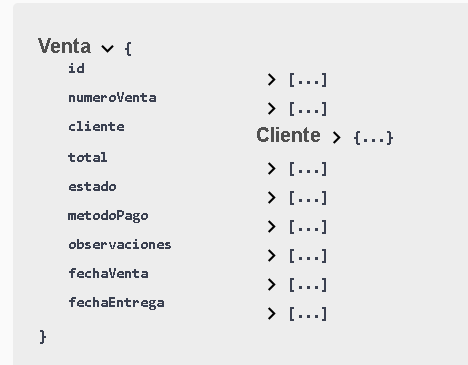 Venta {
id [...]
numeroVenta [...]
cliente Cliente {...}
total [...]
estado [...]
metodoPago [...]
observaciones [...]
fechaVenta [...]
fechaEntrega [...]
}